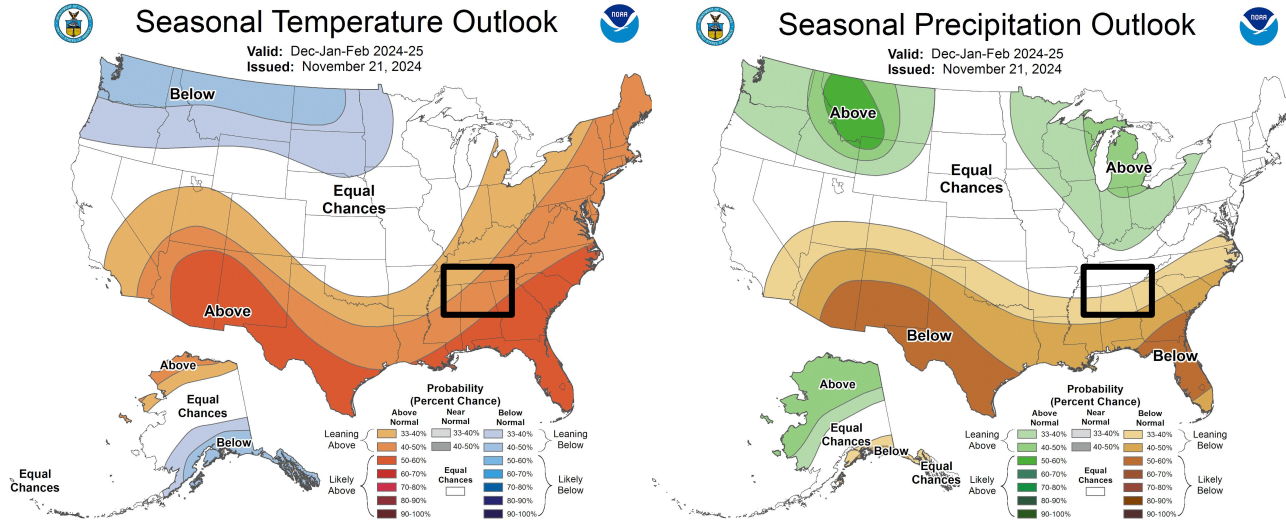 Seasonal Temperature Outlook
Valid: Dec-Jan-Feb 2024-25
Issued: November 21, 2024
NOAA
Below
Equal
Chances
Above
Above
Equal
Chances
Below
Equal
Chances
Probability
(Percent Chance)
Above
Normal
Near
Normal
Below
Normal
Leaning
Above
Likely
Above
33-40%
40-50%
50-60%
60-70%
70-80%
80-90%
90-100%
33-40%
40-50%
Equal
Chances
33-40%
40-50%
50-60%
60-70%
70-80%
80-90%
90-100%
Leaning
Below
Likely
Below
Seasonal Precipitation Outlook
Valid: Dec-Jan-Feb 2024-25
Issued: November 21, 2024
NOAA
Above
Equal
Chances
Above
Below
Below
Above
Equal
Chances
Below
Equal
Chances
Probability
(Percent Chance)
Above
Normal
Near
Normal
Below
Normal
Leaning
Above
Likely
Above
33-40%
40-50%
50-60%
60-70%
70-80%
80-90%
90-100%
33-40%
40-50%
Equal
Chances
33-40%
40-50%
50-60%
60-70%
70-80%
80-90%
90-100%
Leaning
Below
Likely
Below